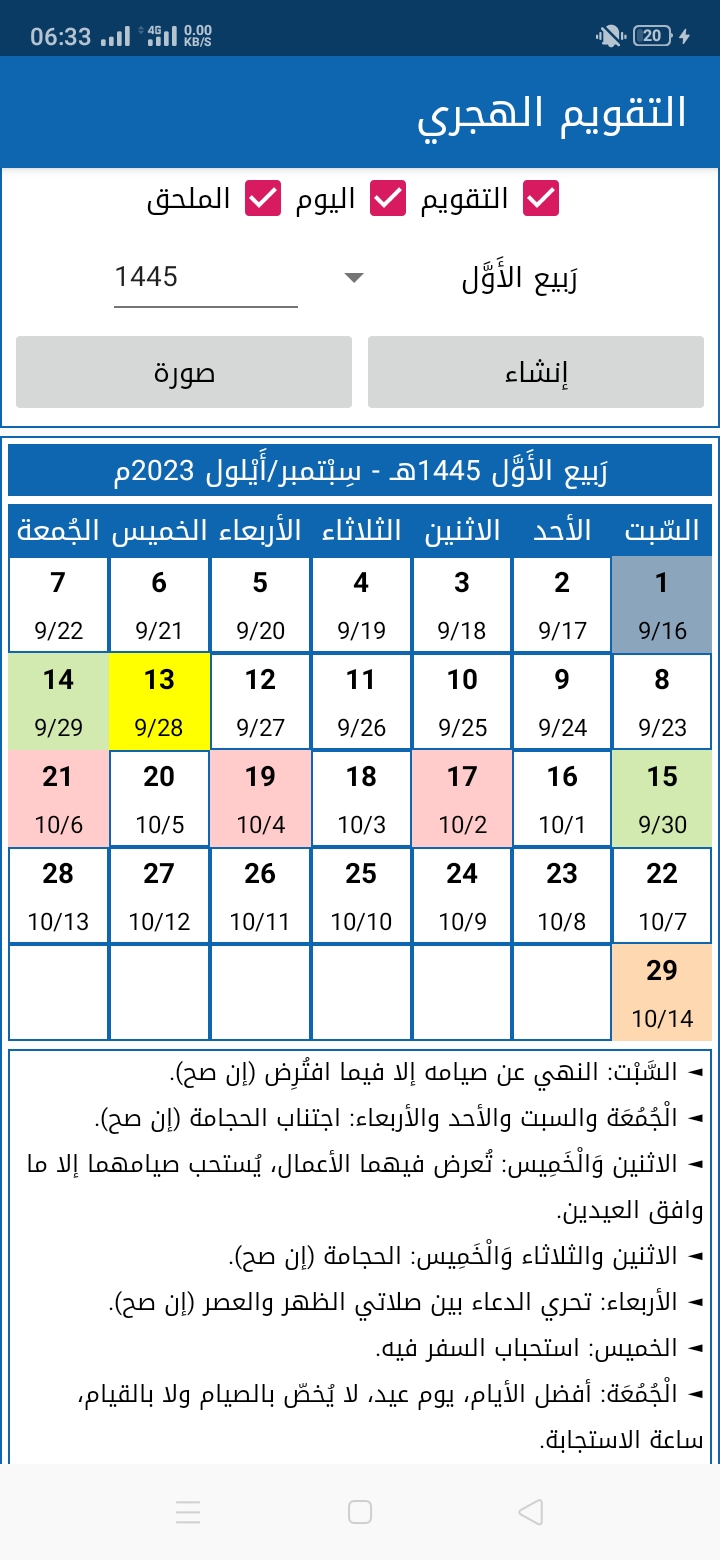 06:33 4G 0.00 KB/S 20
التقويم الهجري
التقويم اليوم الملحق
رَبيع الأَوَّل 1445
إنشاء صورة
رَبيع الأَوَّل 1445هـ - سِبْتمبر/أَيْلول 2023م
السّبت الأحد الاثنين الثلاثاء الأربعاء الخميس الجُمعة
1 2 3 4 5 6 7
9/16 9/17 9/18 9/19 9/20 9/21 9/22
8 9 10 11 12 13 14
9/23 9/24 9/25 9/26 9/27 9/28 9/29
15 16 17 18 19 20 21
9/30 10/1 10/2 10/3 10/4 10/5 10/6
22 23 24 25 26 27 28
10/7 10/8 10/9 10/10 10/11 10/12 10/13
29
10/14
◄ السَّبْت: النهي عن صيامه إلا فيما افتُرِض (إن صح).
◄ الْجُمُعَة والسبت والأحد والأربعاء: اجتناب الحجامة (إن صح).
◄ الاثنين وَالْخَمِيس: تُعرض فيهما الأعمال، يُستحب صيامهما إلا ما
وافق العيدين.
◄ الاثنين والثلاثاء وَالْخَمِيس: الحجامة (إن صح).
◄ الأربعاء: تحري الدعاء بين صلاتي الظهر والعصر (إن صح).
◄ الخميس: استحباب السفر فيه.
◄ الْجُمُعَة: أفضل الأيام، يوم عيد، لا يُخصّ بالصيام ولا بالقيام،
ساعة الاستجابة.